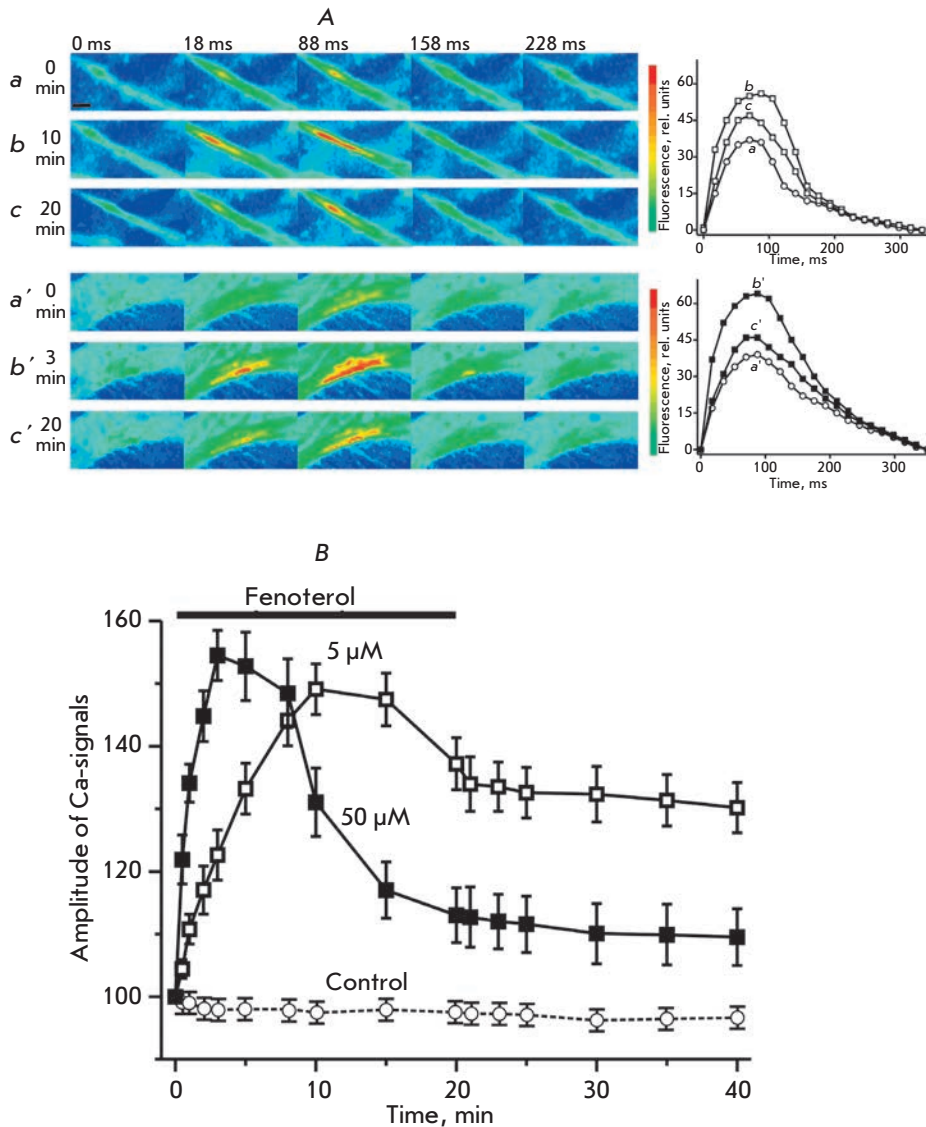 A
0 ms 18 ms 88 ms 158 ms 228 ms
a 0 min
b 10 min
c 20 min
Fluorescence, rel. units
60
45
30
15
0
b
c
a
0 100 200 300
Time, ms
a' 0 min
b' 3 min
c' 20 min
Fluorescence, rel. units
60
45
30
15
0
b'
c'
a'
0 100 200 300
Time, ms
B
Fenoterol
160
140
120
100
Amplitude of Ca-signals
5 µM
50 µM
Control
0 10 20 30 40
Time, min